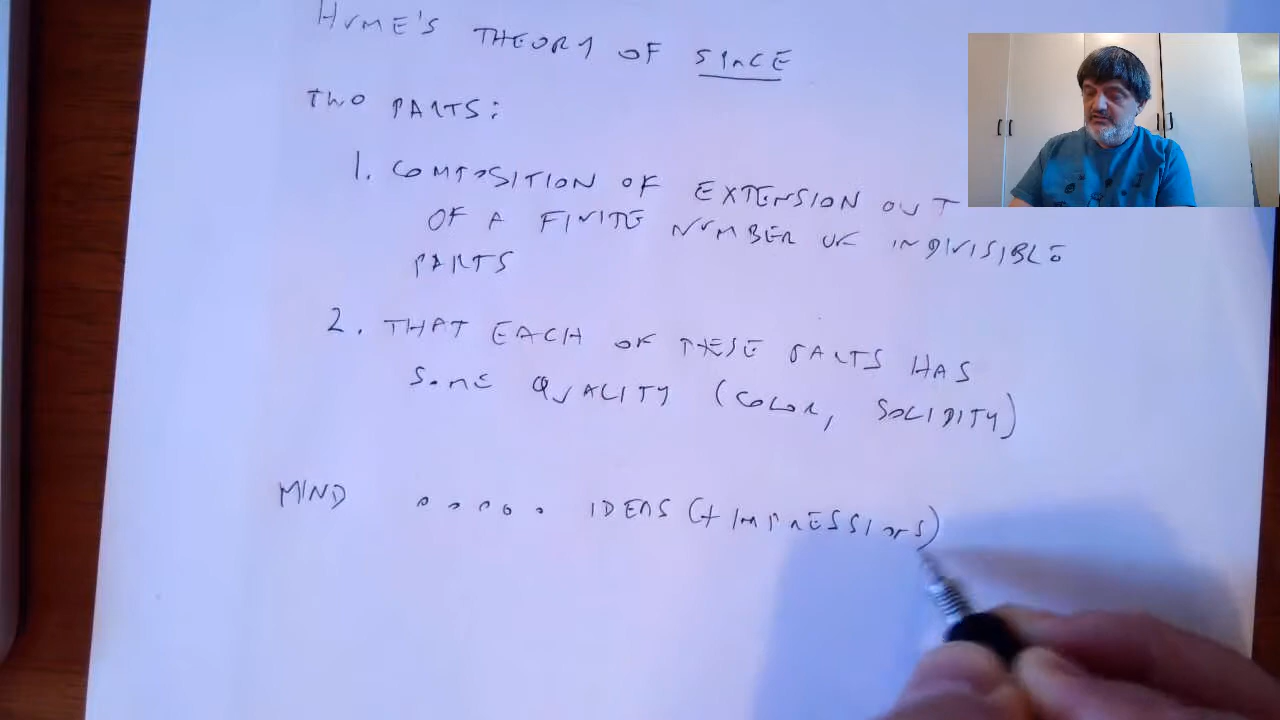 HUME'S THEORY OF SPACE
TWO PARTS:
1. COMPOSITION OF EXTENSION OUT
OF A FINITE NUMBER OF INDIVISIBLE
PARTS
2. THAT EACH OF THESE PARTS HAS
SOME QUALITY (COLOR, SOLIDITY)
MIND IDEAS (+ IMPRESSIONS)